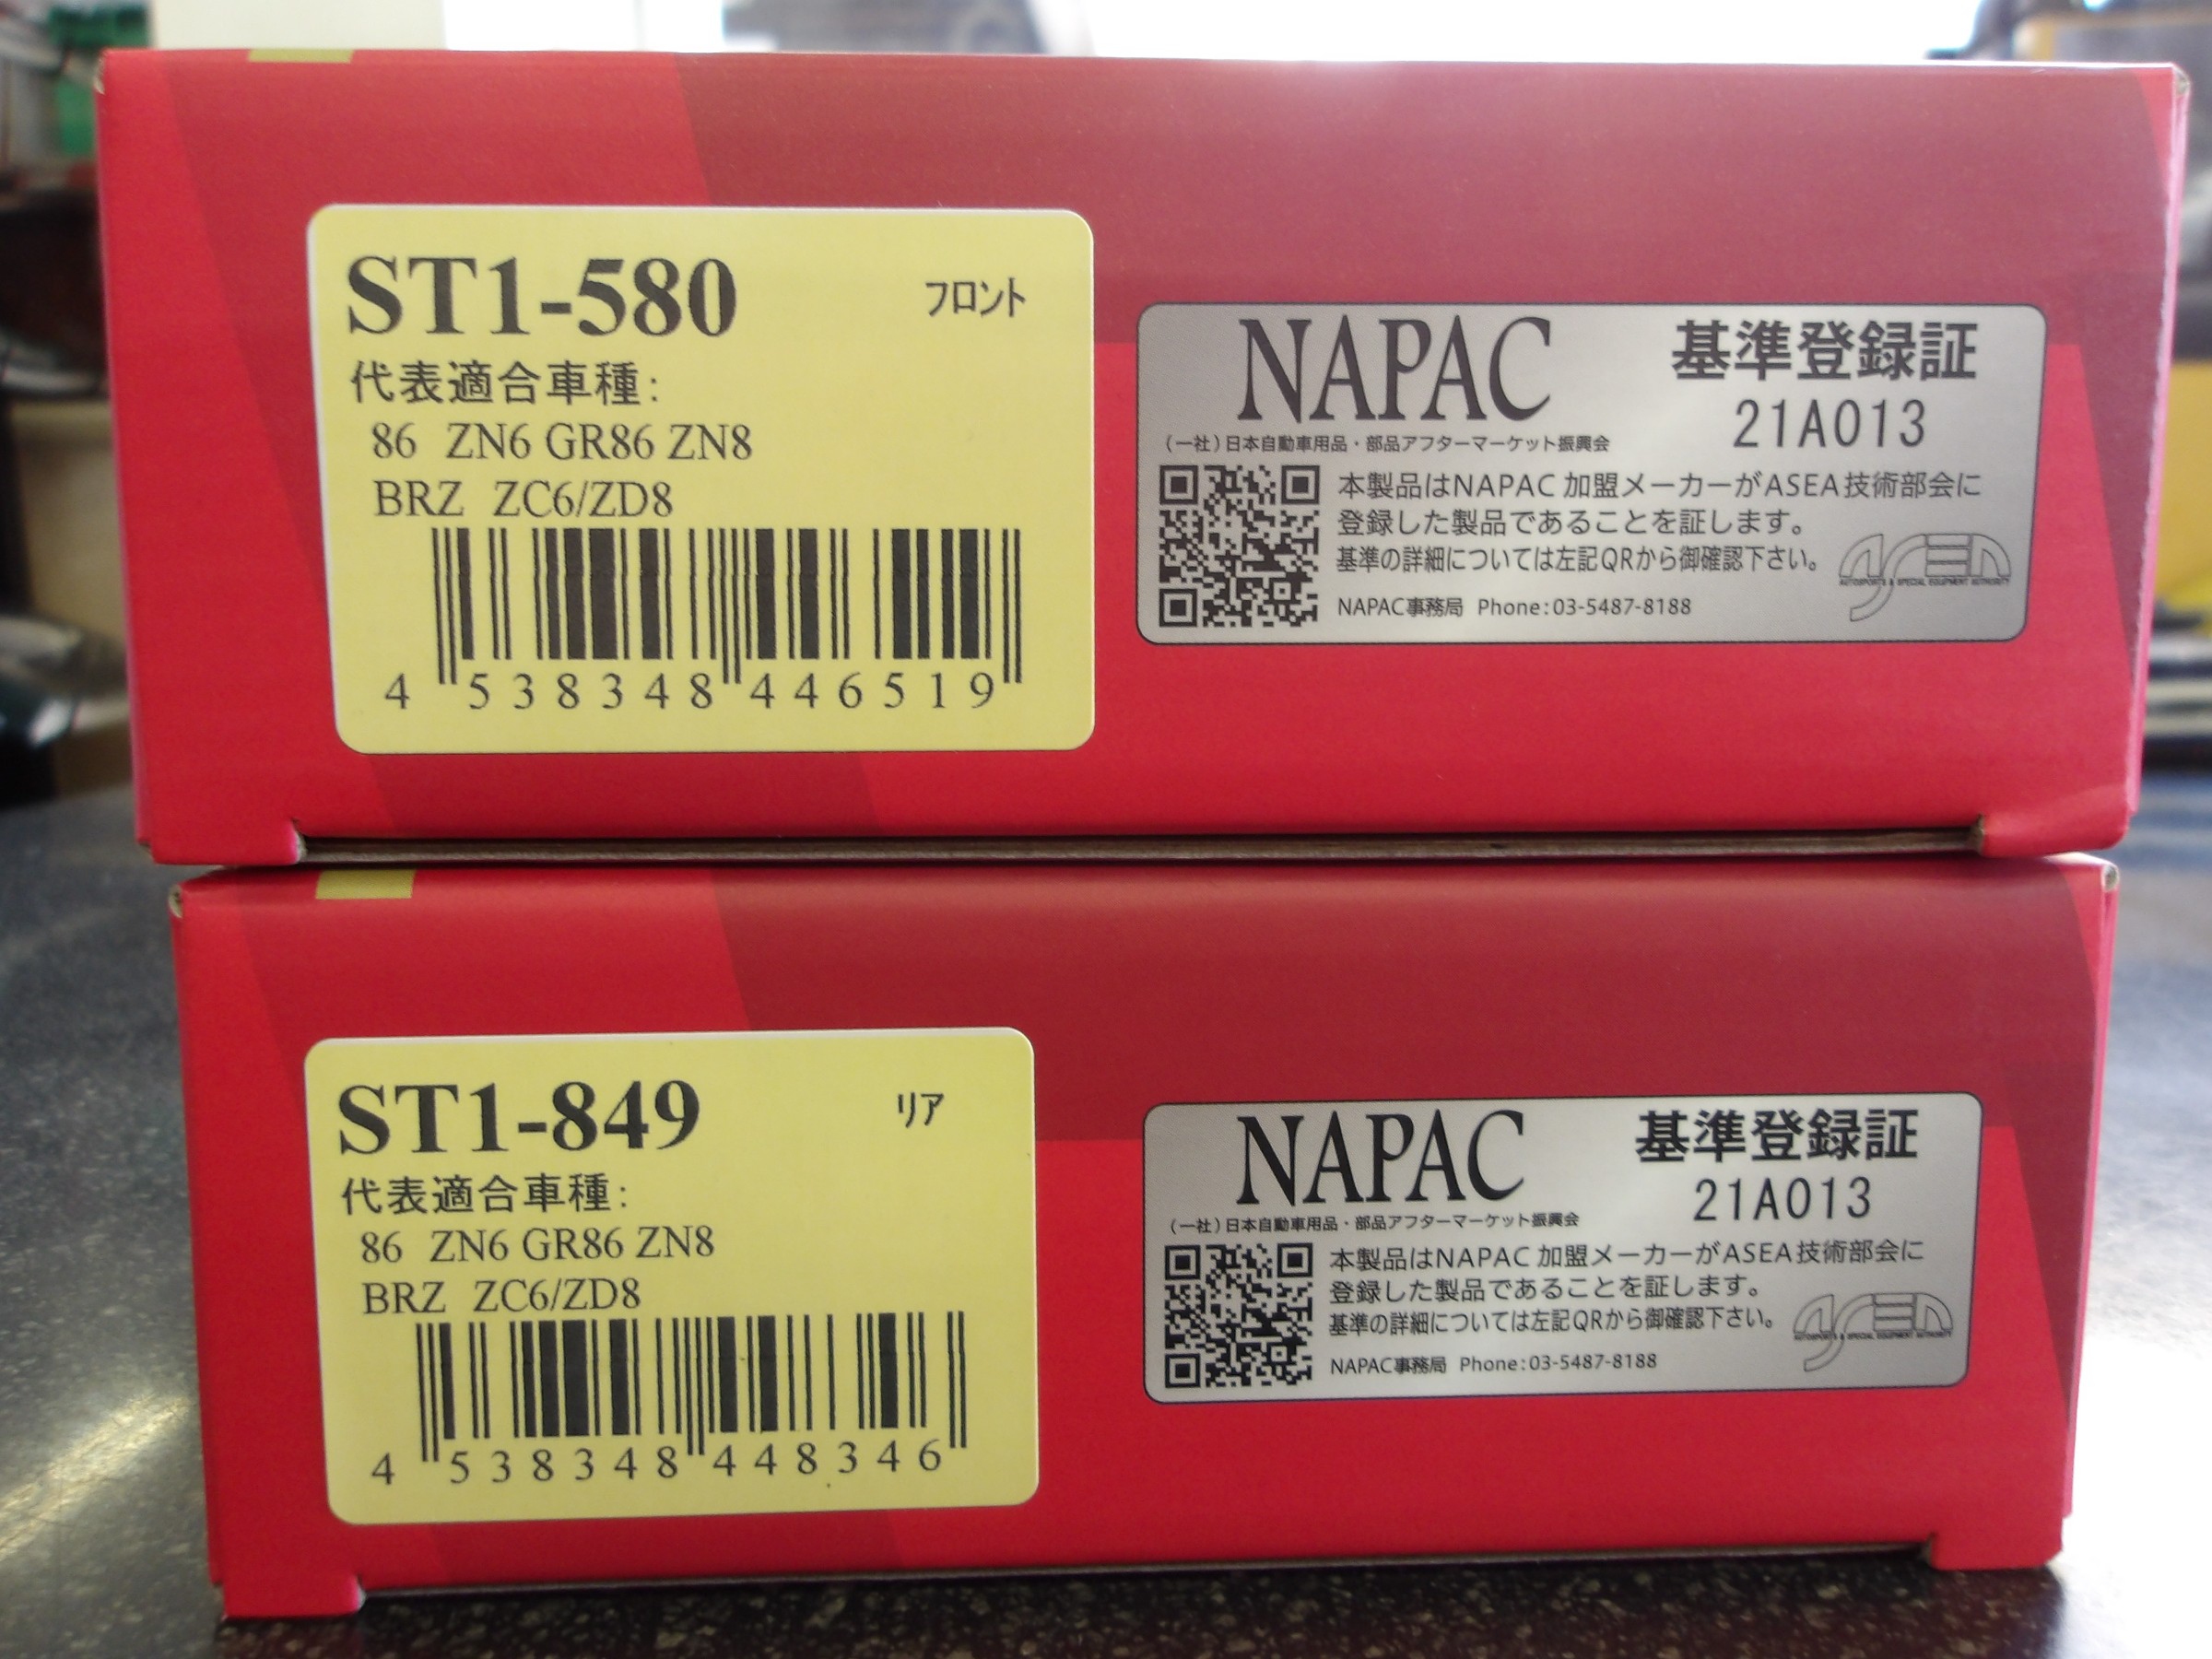 ST1-580 フロント
代表適合車種：
86 ZN6 GR86 ZN8
BRZ ZC6/ZD8
4 538348 446519
NAPAC 基準登録証
21A013
（一社）日本自動車用品・部品アフターマーケット振興会
本製品はNAPAC加盟メーカーがASEA技術部会に
登録した製品であることを証します。
基準の詳細については左記QRから御確認下さい。
ASEA
AUTOSPORTS & SPECIAL EQUIPMENT AUTHORITY
NAPAC事務局 Phone:03-5487-8188
ST1-849 リア
代表適合車種：
86 ZN6 GR86 ZN8
BRZ ZC6/ZD8
4 538348 448346
NAPAC 基準登録証
21A013
（一社）日本自動車用品・部品アフターマーケット振興会
本製品はNAPAC加盟メーカーがASEA技術部会に
登録した製品であることを証します。
基準の詳細については左記QRから御確認下さい。
ASEA
AUTOSPORTS & SPECIAL EQUIPMENT AUTHORITY
NAPAC事務局 Phone:03-5487-8188